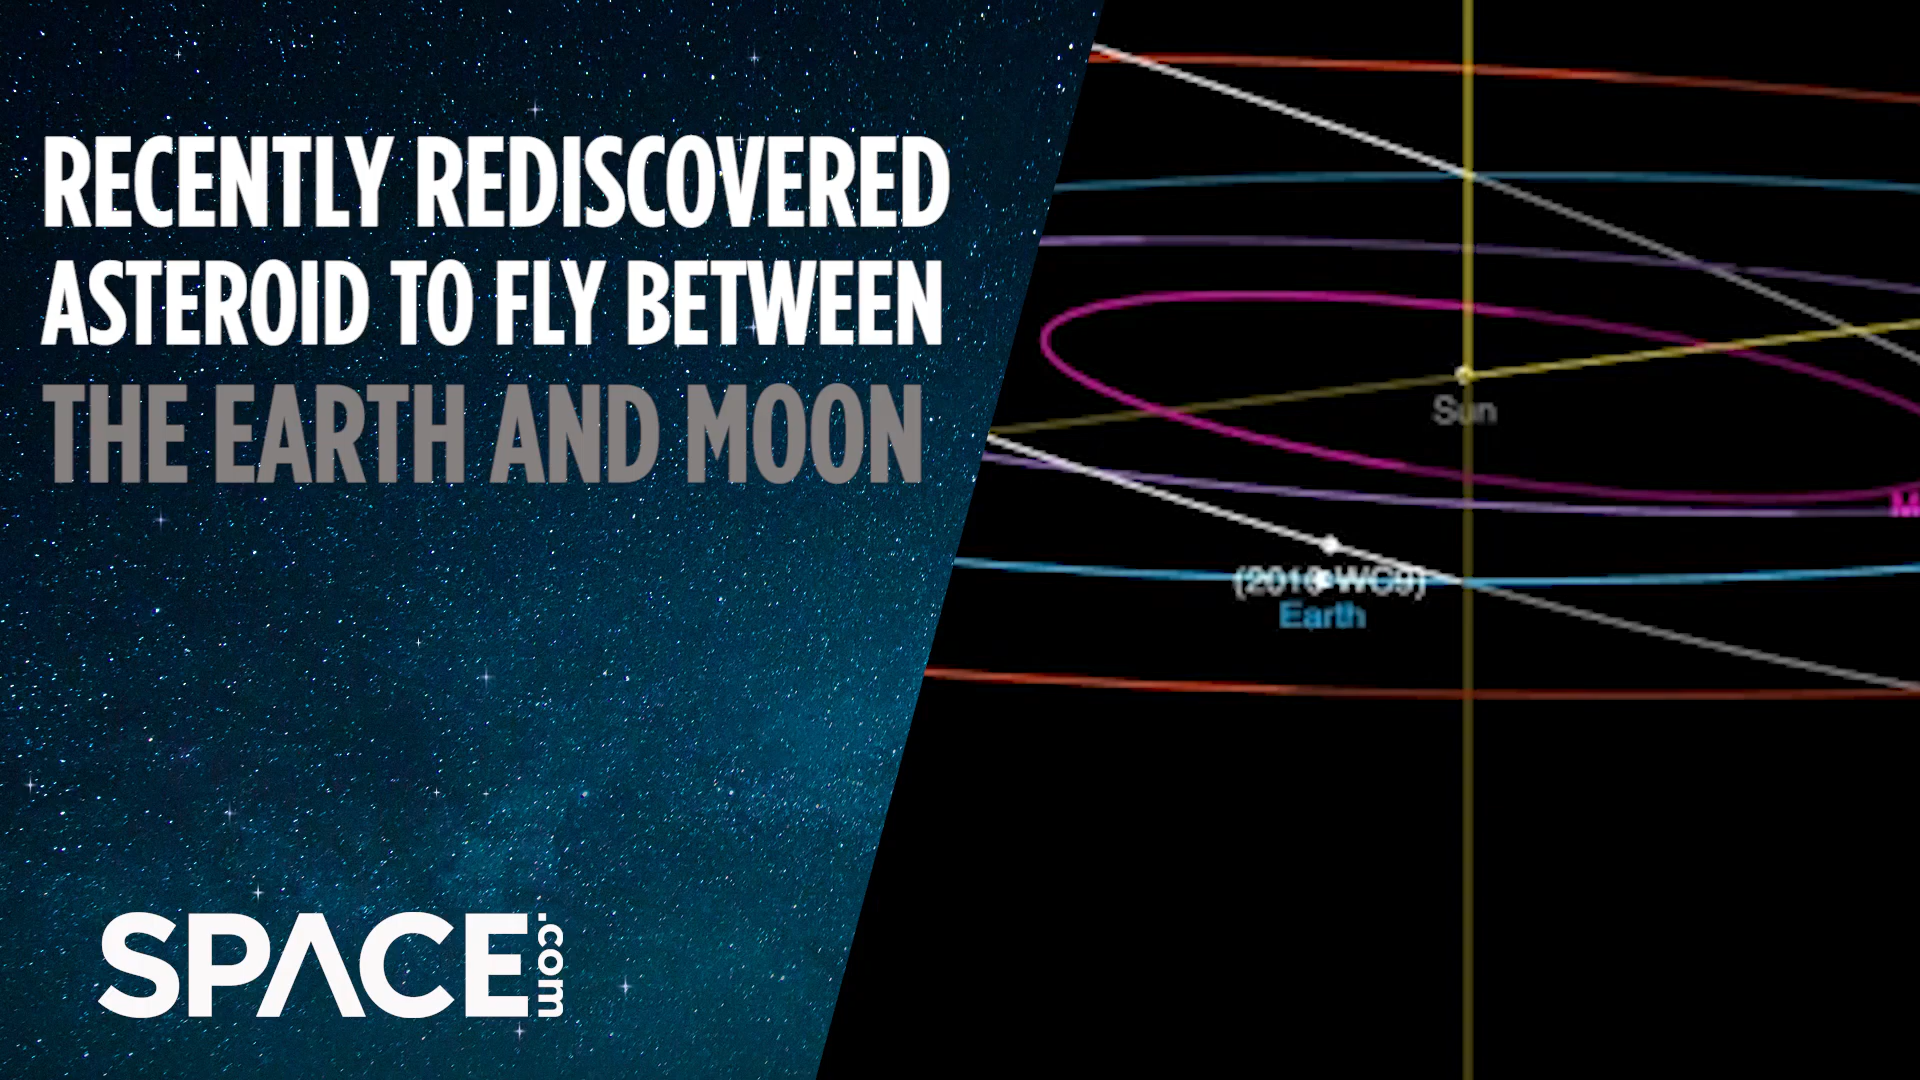 RECENTLY REDISCOVERED
ASTEROID TO FLY BETWEEN
THE EARTH AND MOON
Sun
M
Earth
SPACE.com